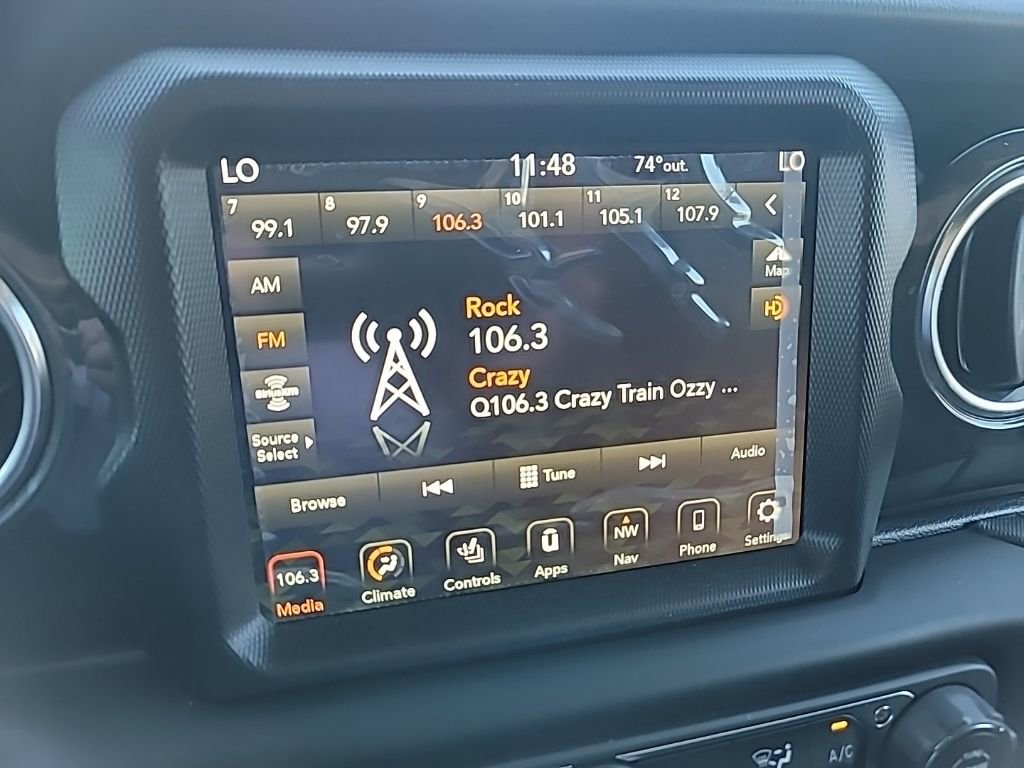 LO 11:48 74°out. LO
7 8 9 10 11 12
99.1 97.9 106.3 101.1 105.1 107.9
Map
AM
HD
Rock
106.3
FM
Crazy
Q106.3 Crazy Train Ozzy ...
SiriusXM
Source
Select
Browse Tune Audio
106.3 NW
Media Climate Controls Apps Nav Phone Settings
A/C